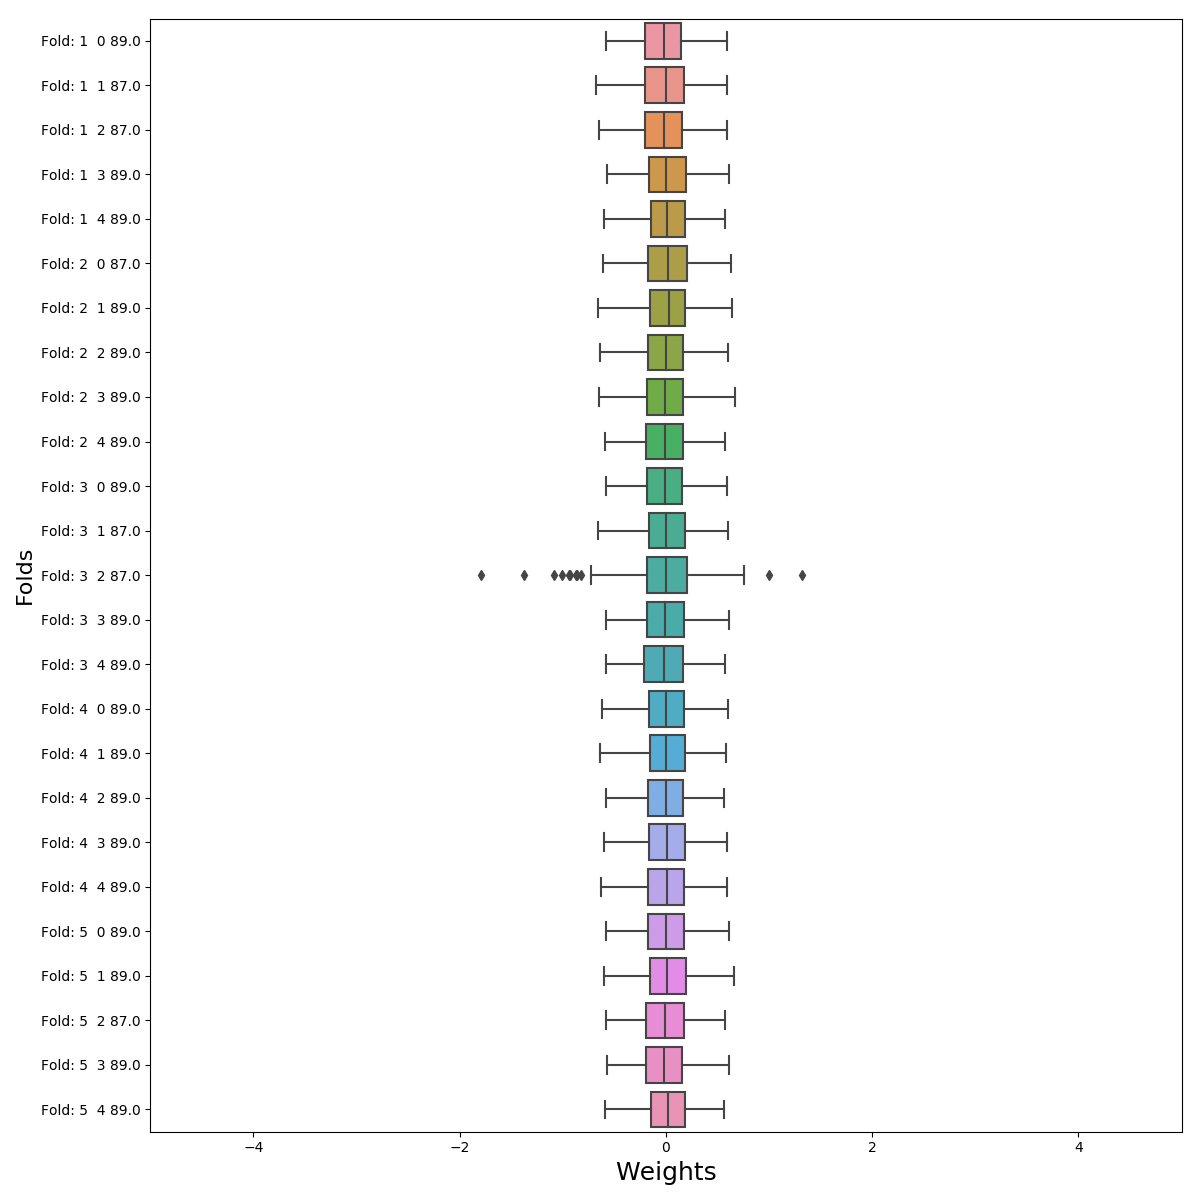 Fold: 1  0 89.0
Fold: 1  1 87.0
Fold: 1  2 87.0
Fold: 1  3 89.0
Fold: 1  4 89.0
Fold: 2  0 87.0
Fold: 2  1 89.0
Fold: 2  2 89.0
Fold: 2  3 89.0
Fold: 2  4 89.0
Fold: 3  0 89.0
Fold: 3  1 87.0
Fold: 3  2 87.0
Fold: 3  3 89.0
Fold: 3  4 89.0
Fold: 4  0 89.0
Fold: 4  1 89.0
Fold: 4  2 89.0
Fold: 4  3 89.0
Fold: 4  4 89.0
Fold: 5  0 89.0
Fold: 5  1 89.0
Fold: 5  2 87.0
Fold: 5  3 89.0
Fold: 5  4 89.0
Folds
−4 −2 0 2 4
Weights